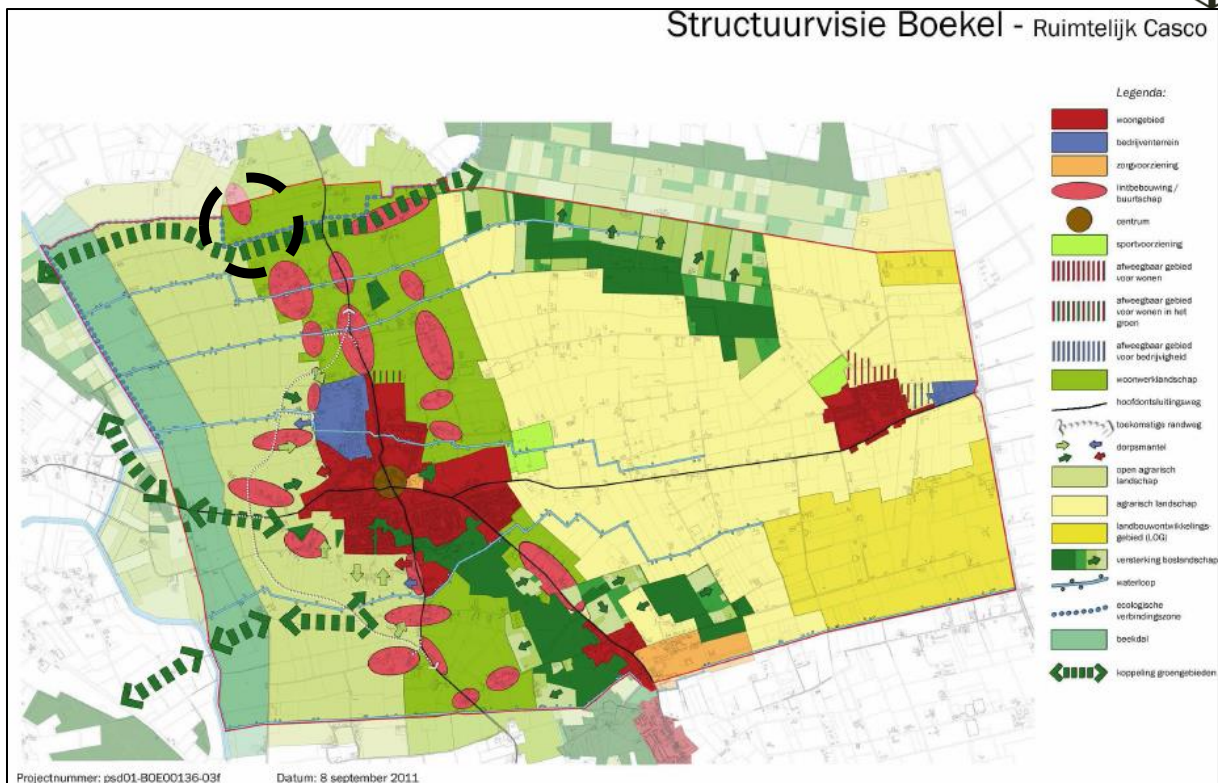 Structuurvisie Boekel - Ruimtelijk Casco
Legenda:
woongebied
bedrijventerrein
zorgvoorziening
lintbebouwing /
buurtschap
centrum
sportvoorziening
afweegbaar gebied
voor wonen
afweegbaar gebied
voor wonen in het
groen
afweegbaar gebied
voor bedrijvigheid
woonwerklandschap
hoofdontsluitingsweg
toekomstige randweg
dorpsmantel
open agrarisch
landschap
agrarisch landschap
landbouwontwikkelings-
gebied (LOG)
versterking boslandschap
waterloop
ecologische
verbindingszone
beekdal
koppeling groengebieden
Projectnummer: psd01-BOE00136-03f Datum: 8 september 2011